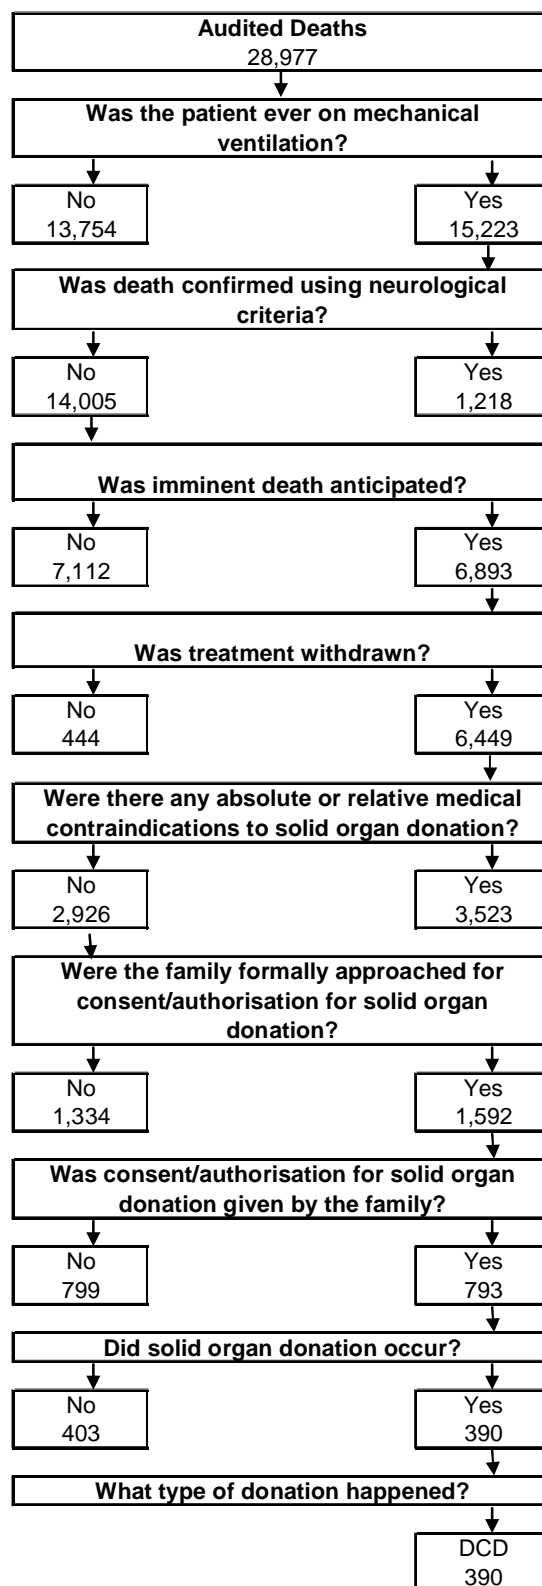 Audited Deaths
28,977
Was the patient ever on mechanical
ventilation?
No
13,754
Yes
15,223
Was death confirmed using neurological
criteria?
No
14,005
Yes
1,218
Was imminent death anticipated?
No
7,112
Yes
6,893
Was treatment withdrawn?
No
444
Yes
6,449
Were there any absolute or relative medical
contraindications to solid organ donation?
No
2,926
Yes
3,523
Were the family formally approached for
consent/authorisation for solid organ
donation?
No
1,334
Yes
1,592
Was consent/authorisation for solid organ
donation given by the family?
No
799
Yes
793
Did solid organ donation occur?
No
403
Yes
390
What type of donation happened?
DCD
390